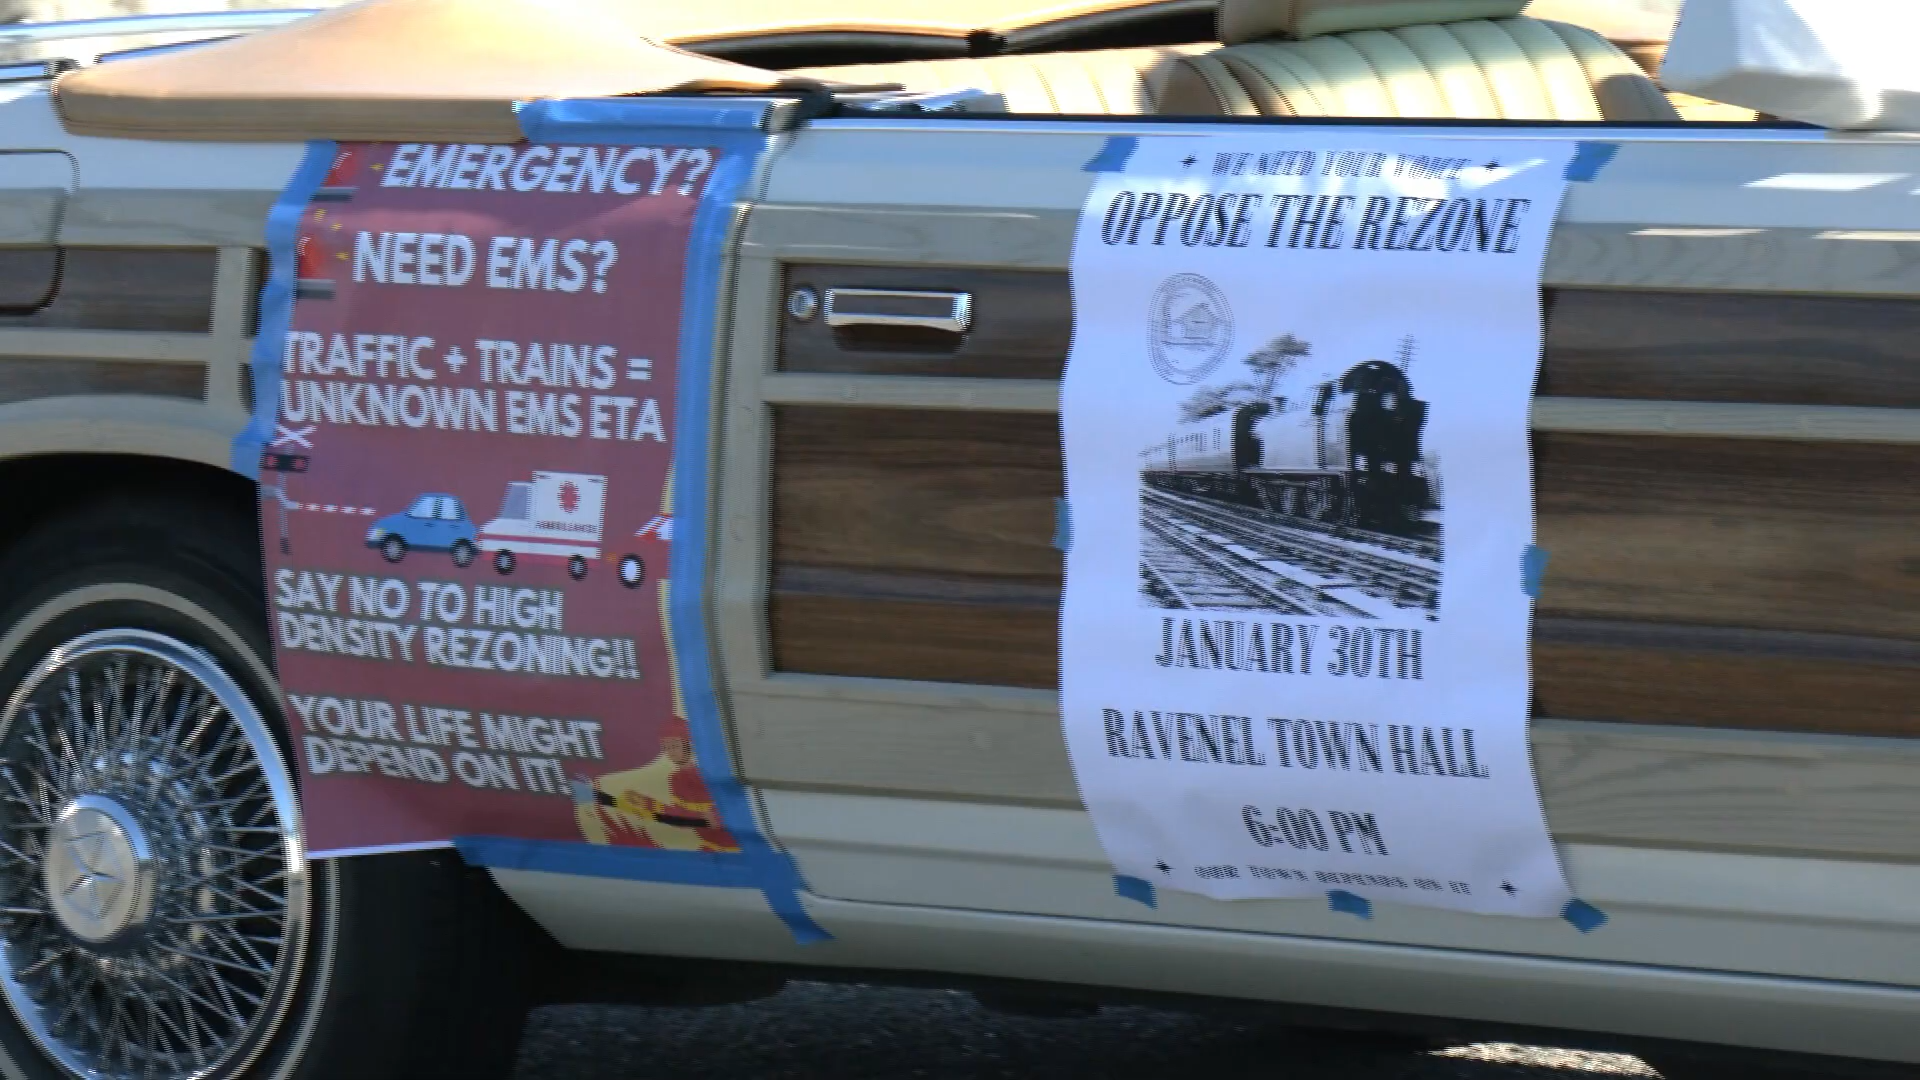 EMERGENCY?
NEED EMS?
TRAFFIC + TRAINS =
UNKNOWN EMS ETA
AMBULANCE
SAY NO TO HIGH
DENSITY REZONING!!
YOUR LIFE MIGHT
DEPEND ON IT!
WE NEED YOUR VOICE
OPPOSE THE REZONE
JANUARY 30TH
RAVENEL TOWN HALL
6:00 PM
OUR TOWN DEPENDS ON IT